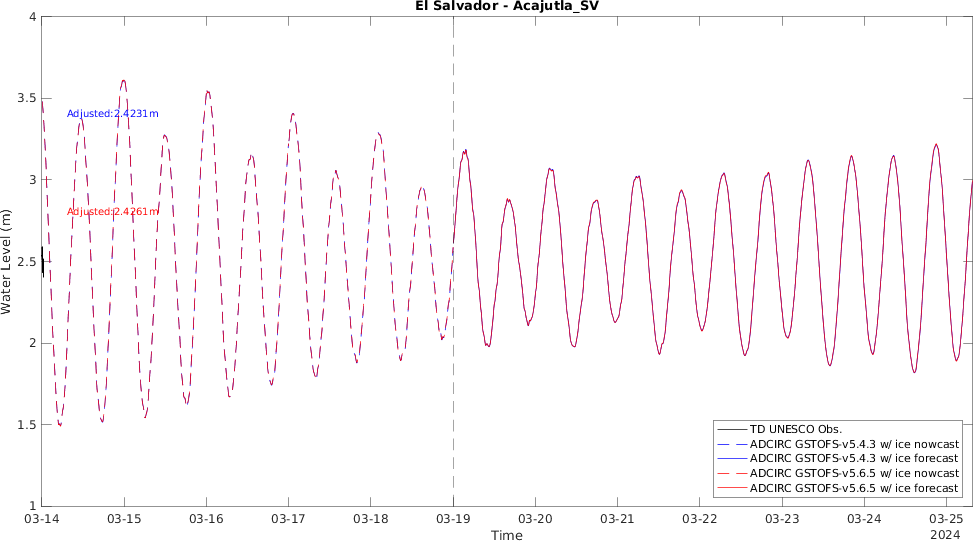 El Salvador - Acajutla_SV
4
3.5
3
2.5
2
1.5
1
Water Level (m)
Adjusted:2.4231m
Adjusted:2.4261m
TD UNESCO Obs.
ADCIRC GSTOFS-v5.4.3 w/ ice nowcast
ADCIRC GSTOFS-v5.4.3 w/ ice forecast
ADCIRC GSTOFS-v5.6.5 w/ ice nowcast
ADCIRC GSTOFS-v5.6.5 w/ ice forecast
03-14 03-15 03-16 03-17 03-18 03-19 03-20 03-21 03-22 03-23 03-24 03-25
2024
Time